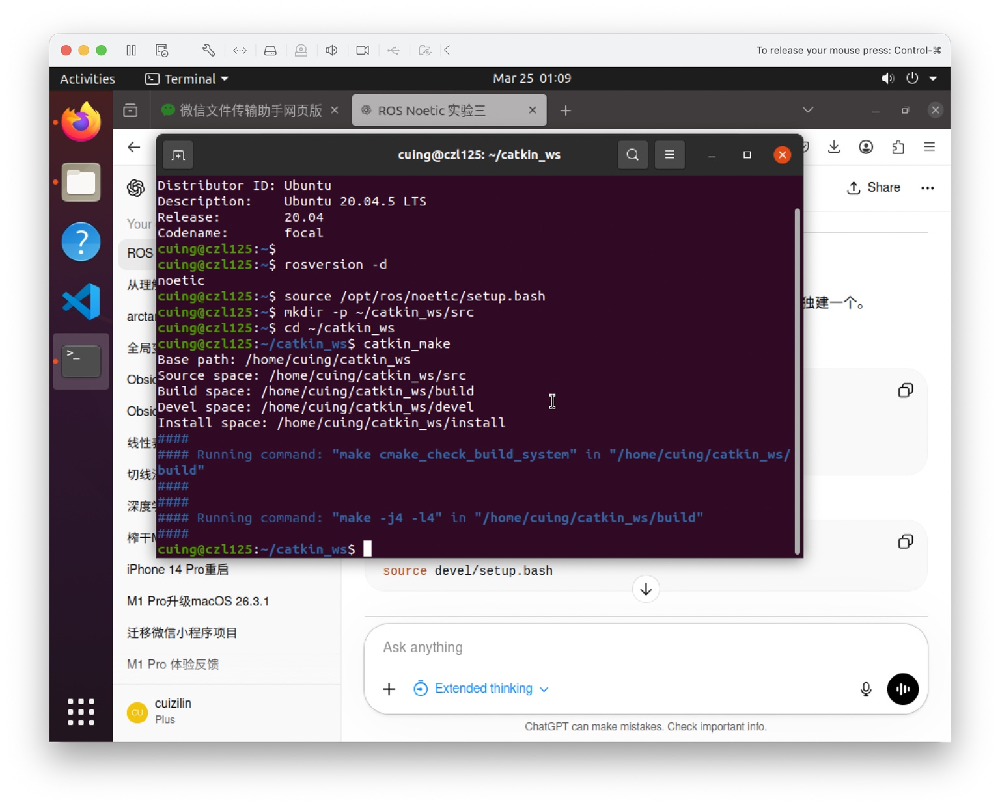 To release your mouse press: Control-⌘
Activities
Terminal
Mar 25 01:09
微信文件传输助手网页版
ROS Noetic 实验三
cuing@czl125: ~/catkin_ws
Share
Your
ROS
从理
arcta
全局
Obsi
Obsi
线性
切线
深度
榨干
iPhone 14 Pro重启
M1 Pro升级macOS 26.3.1
迁移微信小程序项目
M1 Pro 体验反馈
CU
cuizilin
Plus
Distributor ID: Ubuntu
Description: Ubuntu 20.04.5 LTS
Release: 20.04
Codename: focal
cuing@czl125:~$
cuing@czl125:~$ rosversion -d
noetic
cuing@czl125:~$ source /opt/ros/noetic/setup.bash
cuing@czl125:~$ mkdir -p ~/catkin_ws/src
cuing@czl125:~$ cd ~/catkin_ws
cuing@czl125:~/catkin_ws$ catkin_make
Base path: /home/cuing/catkin_ws
Source space: /home/cuing/catkin_ws/src
Build space: /home/cuing/catkin_ws/build
Devel space: /home/cuing/catkin_ws/devel
Install space: /home/cuing/catkin_ws/install
####
#### Running command: "make cmake_check_build_system" in "/home/cuing/catkin_ws/
build"
####
####
#### Running command: "make -j4 -l4" in "/home/cuing/catkin_ws/build"
####
cuing@czl125:~/catkin_ws$
独建一个。
source devel/setup.bash
Ask anything
Extended thinking
ChatGPT can make mistakes. Check important info.